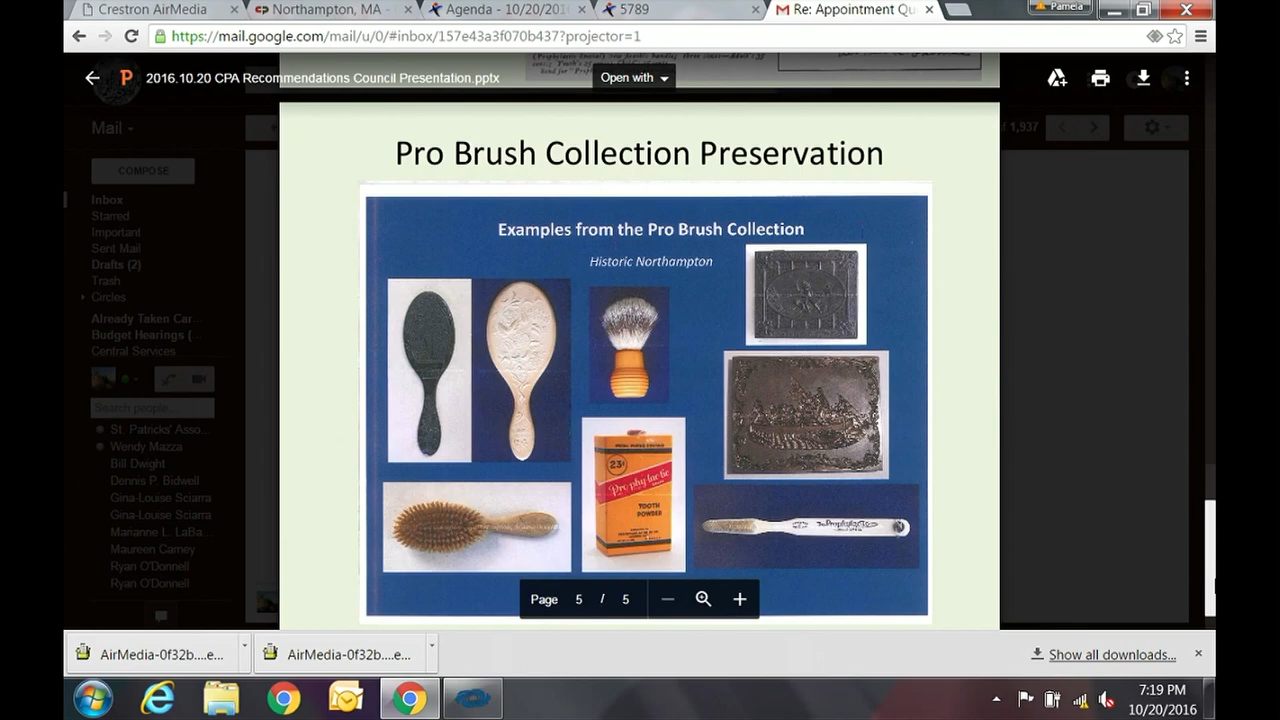 Crestron AirMedia
Northampton, MA -
Agenda - 10/20/201
5789
Re: Appointment Qu
Pamela
https://mail.google.com/mail/u/0/#inbox/157e43a3f070b437?projector=1
2016.10.20 CPA Recommendations Council Presentation.pptx
Open with
Mail
1,937
COMPOSE
Inbox
Starred
Important
Sent Mail
Drafts (2)
Trash
Circles
Already Taken Car...
Budget Hearings (...
Central Services
Search people...
St. Patricks' Asso...
Wendy Mazza
Bill Dwight
Dennis P. Bidwell
Gina-Louise Sciarra
Gina-Louise Sciarra
Marianne L. LaBa...
Maureen Carney
Ryan O'Donnell
Ryan O'Donnell
Pro Brush Collection Preservation
Examples from the Pro Brush Collection
Historic Northampton
23¢
Pro-phy-lac-tic
TOOTH
POWDER
Page 5 / 5
AirMedia-0f32b....e...
AirMedia-0f32b....e...
Show all downloads...
7:19 PM
10/20/2016